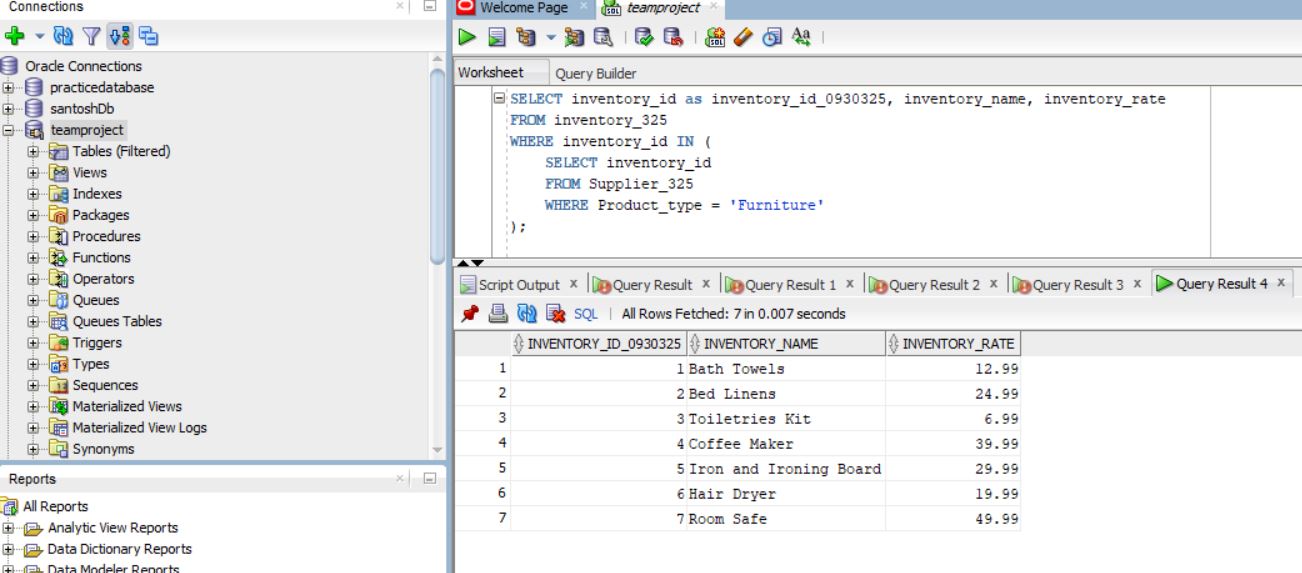 Connections
Oracle Connections
practicedatabase
santoshDb
teamproject
Tables (Filtered)
Views
Indexes
Packages
Procedures
Functions
Operators
Queues
Queues Tables
Triggers
Types
Sequences
Materialized Views
Materialized View Logs
Synonyms
Reports
All Reports
Analytic View Reports
Data Dictionary Reports
Data Modeler Reports
Welcome Page teamproject
SQL Aa
Worksheet Query Builder
SELECT inventory_id as inventory_id_0930325, inventory_name, inventory_rate
FROM inventory_325
WHERE inventory_id IN (
SELECT inventory_id
FROM Supplier_325
WHERE Product_type = 'Furniture'
);
Script Output x Query Result x Query Result 1 x Query Result 2 x Query Result 3 x Query Result 4 x
SQL | All Rows Fetched: 7 in 0.007 seconds
INVENTORY_ID_0930325 INVENTORY_NAME INVENTORY_RATE
1 1 Bath Towels 12.99
2 2 Bed Linens 24.99
3 3 Toiletries Kit 6.99
4 4 Coffee Maker 39.99
5 5 Iron and Ironing Board 29.99
6 6 Hair Dryer 19.99
7 7 Room Safe 49.99